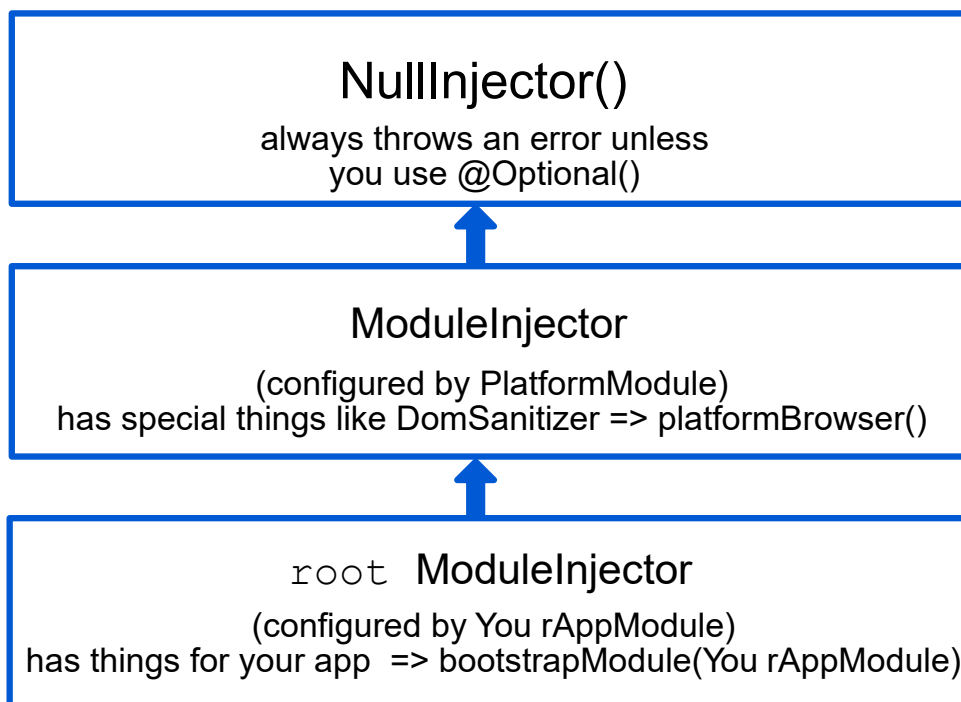 NullInjector()
always throws an error unless
you use @Optional()
ModuleInjector
(configured by PlatformModule)
has special things like DomSanitizer => platformBrowser()
root ModuleInjector
(configured by You rAppModule)
has things for your app => bootstrapModule(You rAppModule)